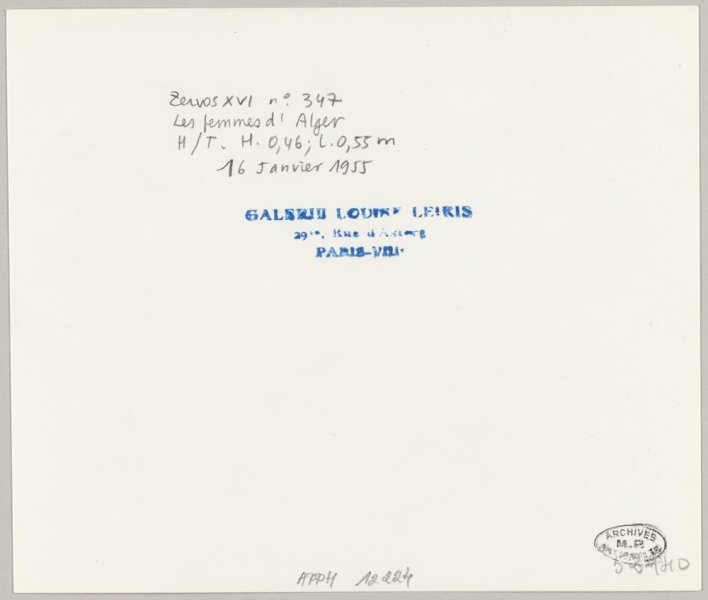 Zervos XVI n°. 347
Les femmes d' Alger
H/T. H. 0,46; L. 0,55 m
16 Janvier 1955
GALERIE LOUISE LEIRIS
29bis, Rue d'Astorg
PARIS-VIII
ARCHIVES
M.P.
APPH 12224